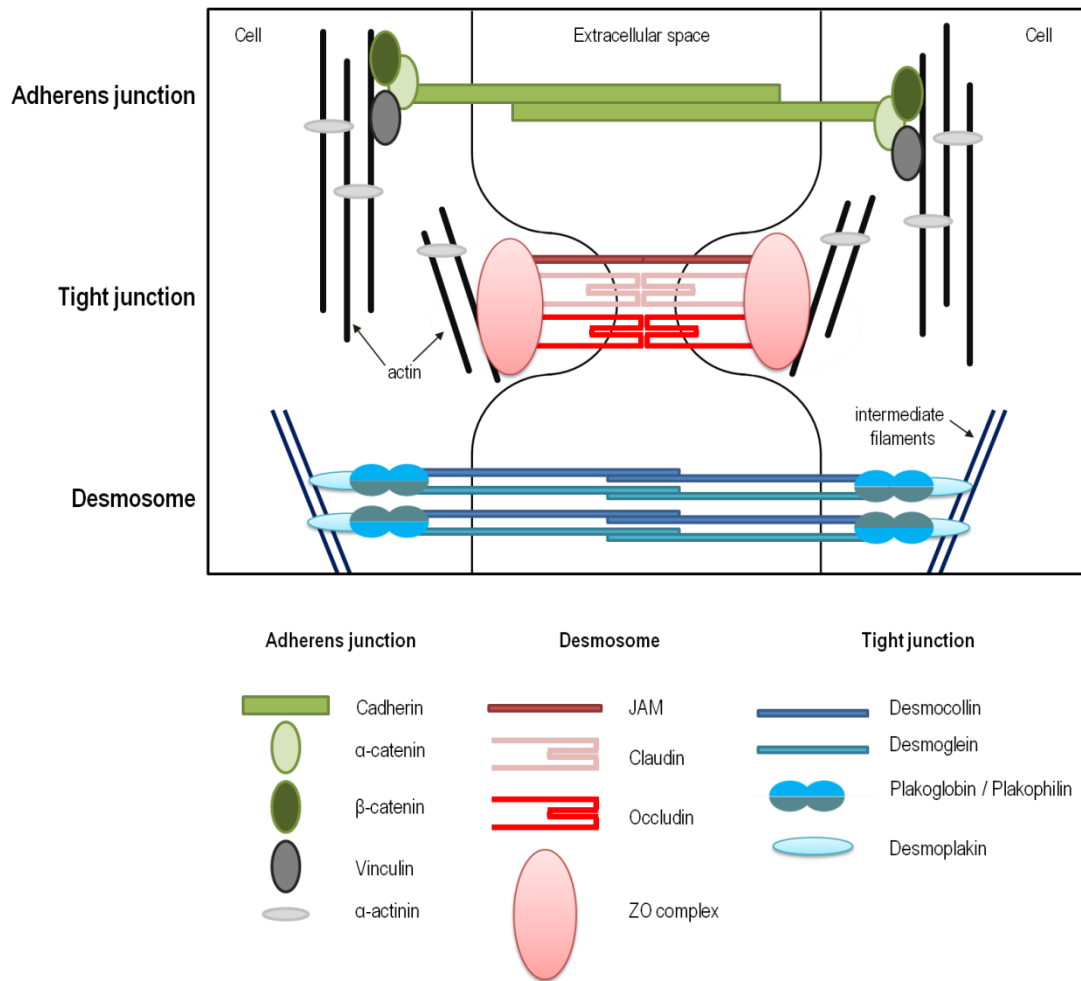 Cell
Extracellular space
Cell
Adherens junction
Tight junction
actin
intermediate
filaments
Desmosome
Adherens junction
Desmosome
Tight junction
Cadherin
α-catenin
β-catenin
Vinculin
α-actinin
JAM
Claudin
Occludin
ZO complex
Desmocollin
Desmoglein
Plakoglobin / Plakophilin
Desmoplakin